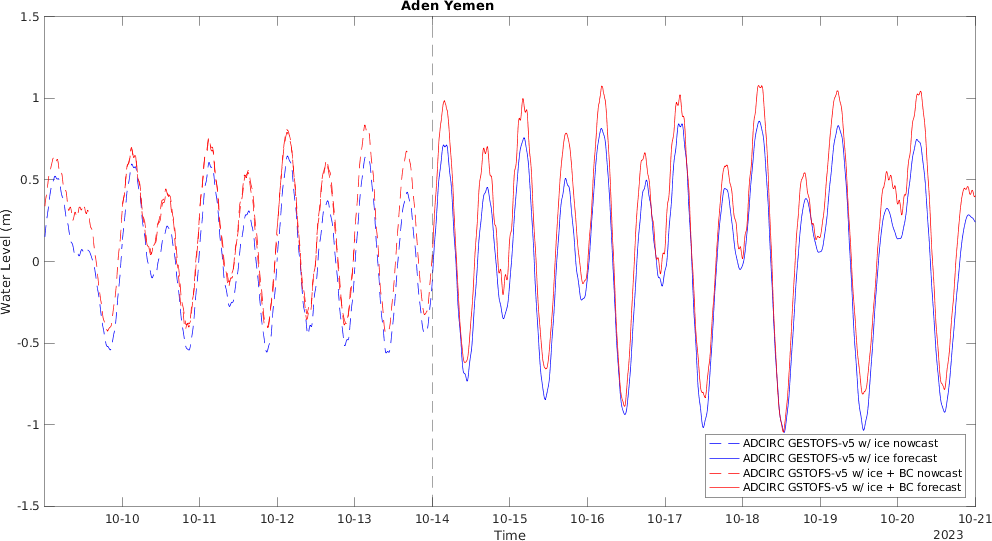 Aden Yemen
1.5
1
0.5
0
-0.5
-1
-1.5
Water Level (m)
ADCIRC GESTOFS-v5 w/ ice nowcast
ADCIRC GESTOFS-v5 w/ ice forecast
ADCIRC GSTOFS-v5 w/ ice + BC nowcast
ADCIRC GSTOFS-v5 w/ ice + BC forecast
10-10 10-11 10-12 10-13 10-14 10-15 10-16 10-17 10-18 10-19 10-20 10-21
Time
2023